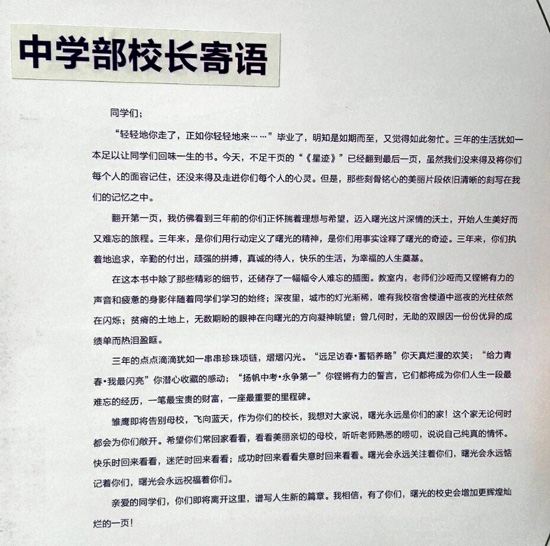 中学部校长寄语
同学们；
“轻轻地你走了，正如你轻轻地来……”毕业了，明知是如期而至，又觉得如此匆忙。三年的生活犹如一
本足以让同学们回味一生的书。今天，不足千页的“《星迹》”已经翻到最后一页，虽然我们没来得及将你们
每个人的面容记住，还没来得及走进你们每个人的心灵。但是，那些刻骨铭心的美丽片段依旧清晰的刻写在我
们的记忆之中。
翻开第一页，我仿佛看到三年前的你们正怀揣着理想与希望，迈入曙光这片深情的沃土，开始人生美好而
又难忘的旅程。三年来，是你们用行动定义了曙光的精神，是你们用事实诠释了曙光的奇迹。三年来，你们执
着地追求，辛勤的付出，顽强的拼搏，真诚的待人，快乐的生活，为幸福的人生奠基。
在这本书中除了那些精彩的细节，还储存了一幅幅令人难忘的插图。教室内，老师们沙哑而又铿锵有力的
声音和疲惫的身影伴随着同学们学习的始终；深夜里，城市的灯光渐稀，唯有我校宿舍楼道中巡夜的光柱依然
在闪烁；贫瘠的土地上，无数期盼的眼神在向曙光的方向凝神眺望；曾几何时，无助的双眼因一份份优异的成
绩单而热泪盈眶。
三年的点点滴滴犹如一串串珍珠项链，熠熠闪光。“远足访春·蓄韬养略”你天真烂漫的欢笑；“给力青
春·我最闪亮”你潜心收藏的感动；“扬帆中考·永争第一”你铿锵有力的誓言，它们都将成为你们人生一段最
难忘的经历，一笔最宝贵的财富，一座最重要的里程碑。
雏鹰即将告别母校，飞向蓝天，作为你们的校长，我想对大家说，曙光永远是你们的家！这个家无论何时
都会为你们敞开。希望你们常回家看看，看看美丽亲切的母校，听听老师熟悉的唠叨，说说自己纯真的情怀。
快乐时回来看看，迷茫时回来看看；成功时回来看看失意时回来看看。曙光会永远关注着你们，曙光会永远惦
记着你们，曙光会永远祝福着你们。
亲爱的同学们，你们即将离开这里，谱写人生新的篇章。我相信，有了你们，曙光的校史会增加更辉煌灿
烂的一页！